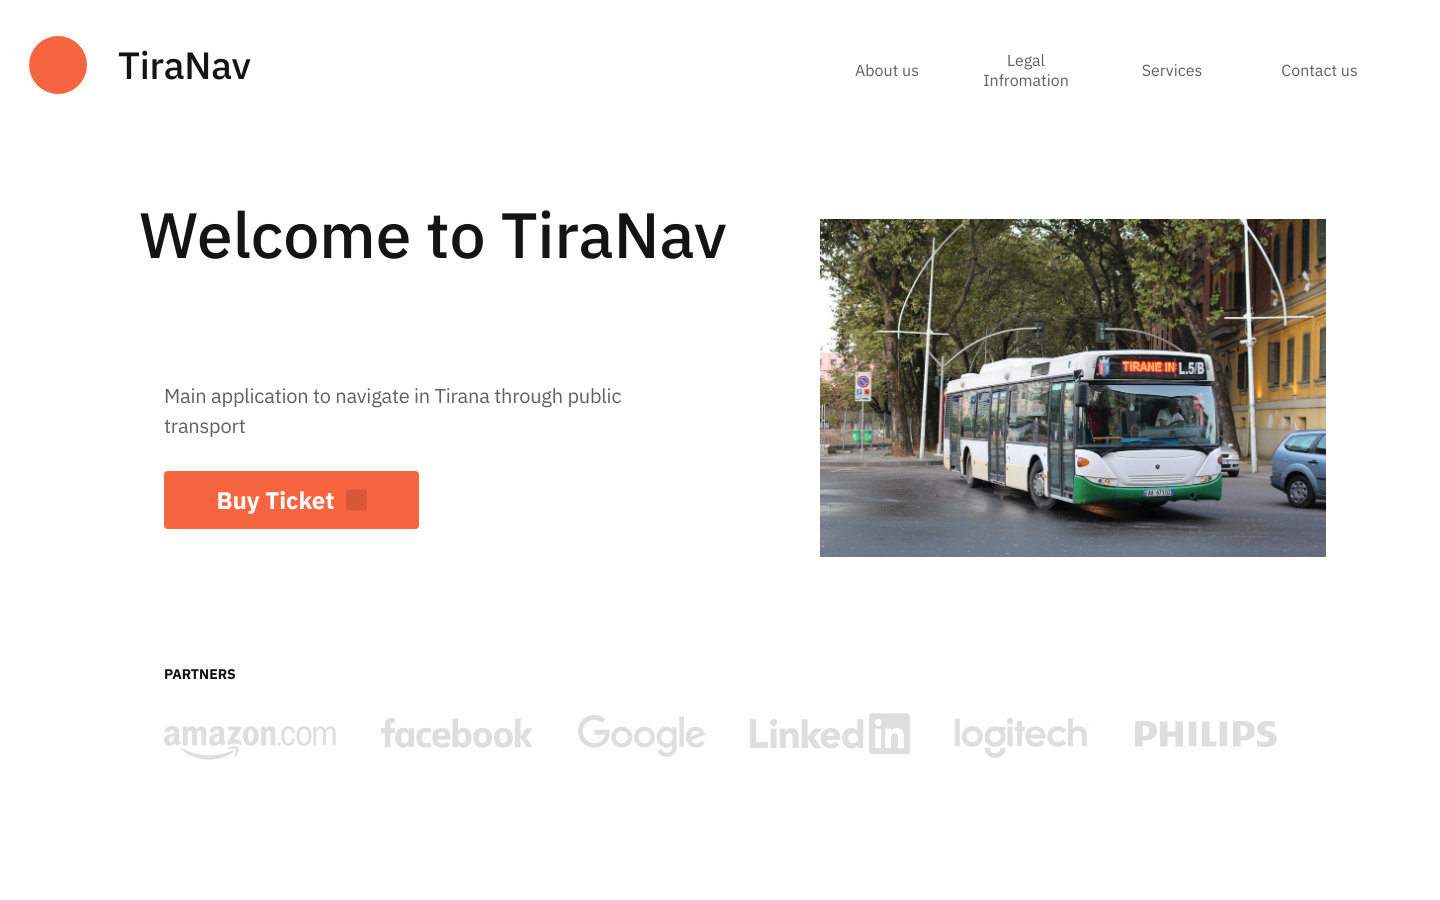 TiraNav
About us
Legal
Infromation
Services
Contact us
Welcome to TiraNav
Main application to navigate in Tirana through public
transport
Buy Ticket
TIRANE IN L.5/B
PARTNERS
amazon.com
facebook
Google
Linkedin
logitech
PHILIPS